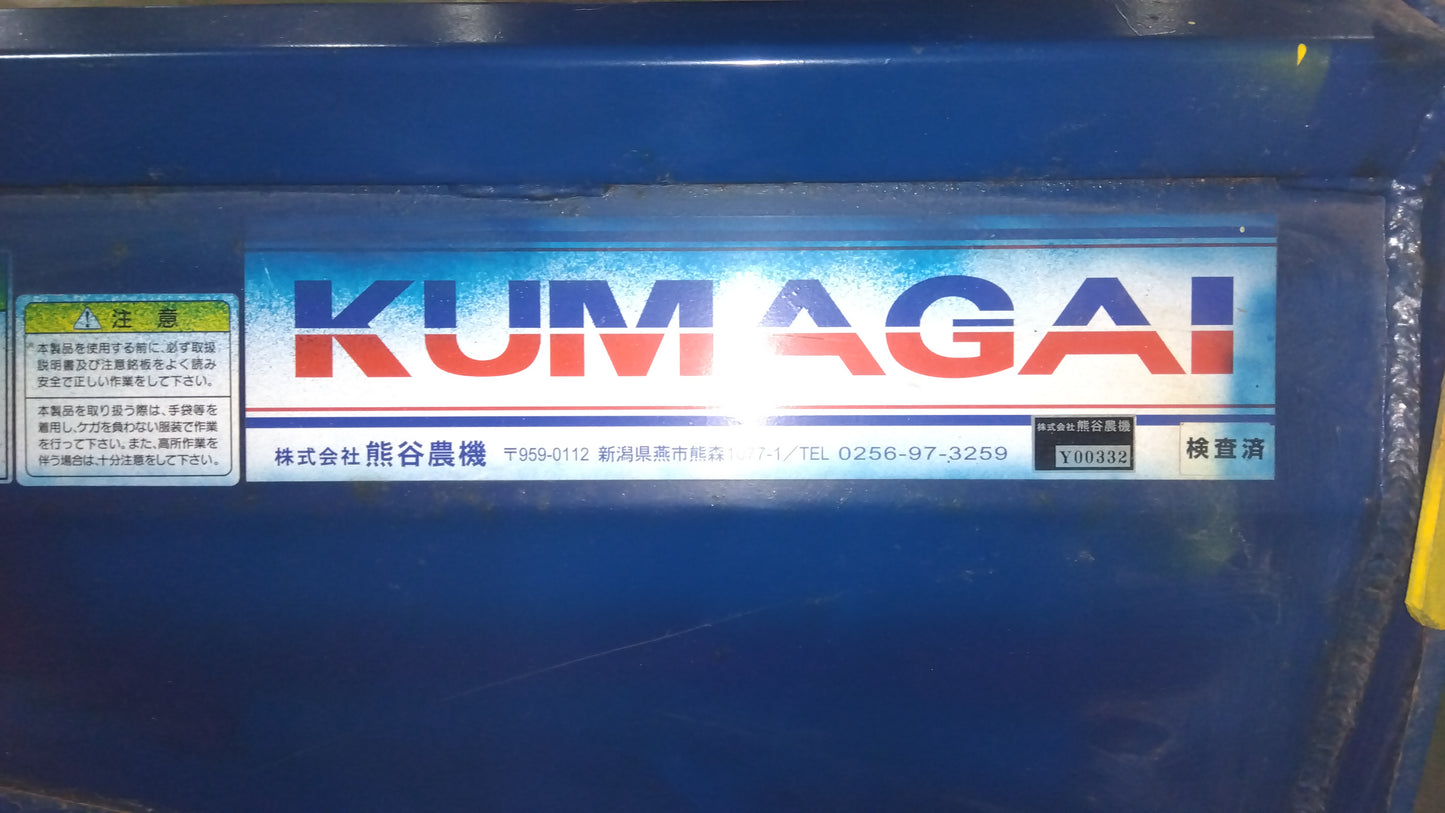 注 意
本製品を使用する前に、必ず取扱
説明書及び注意銘板をよく読み
安全で正しい作業をして下さい。
本製品を取り扱う際は、手袋等を
着用し、ケガを負わない服装で作業
を行って下さい。また、高所作業を
伴う場合は、十分注意をして下さい。
KUMAGAI
株式会社 熊谷農機 〒959-0112 新潟県燕市熊森1077-1/TEL 0256-97-3259
株式会社 熊谷農機
Y00332
検査済